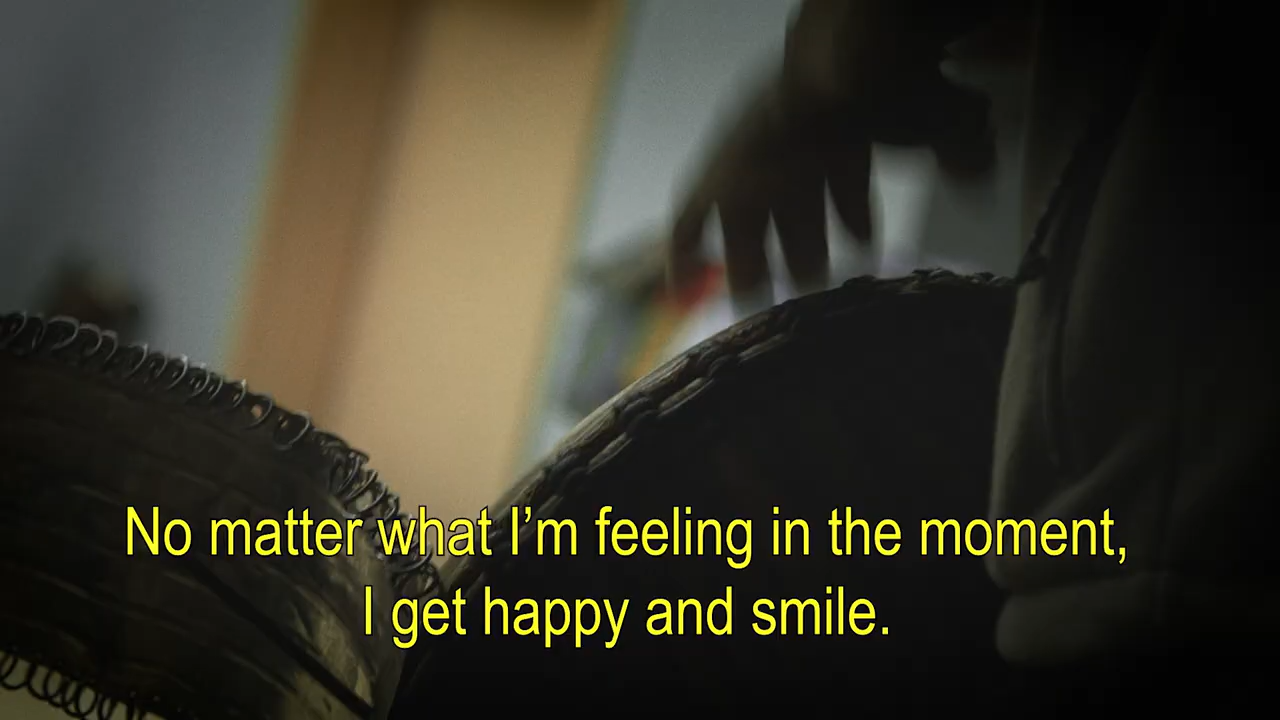 No matter what I’m feeling in the moment,
I get happy and smile.